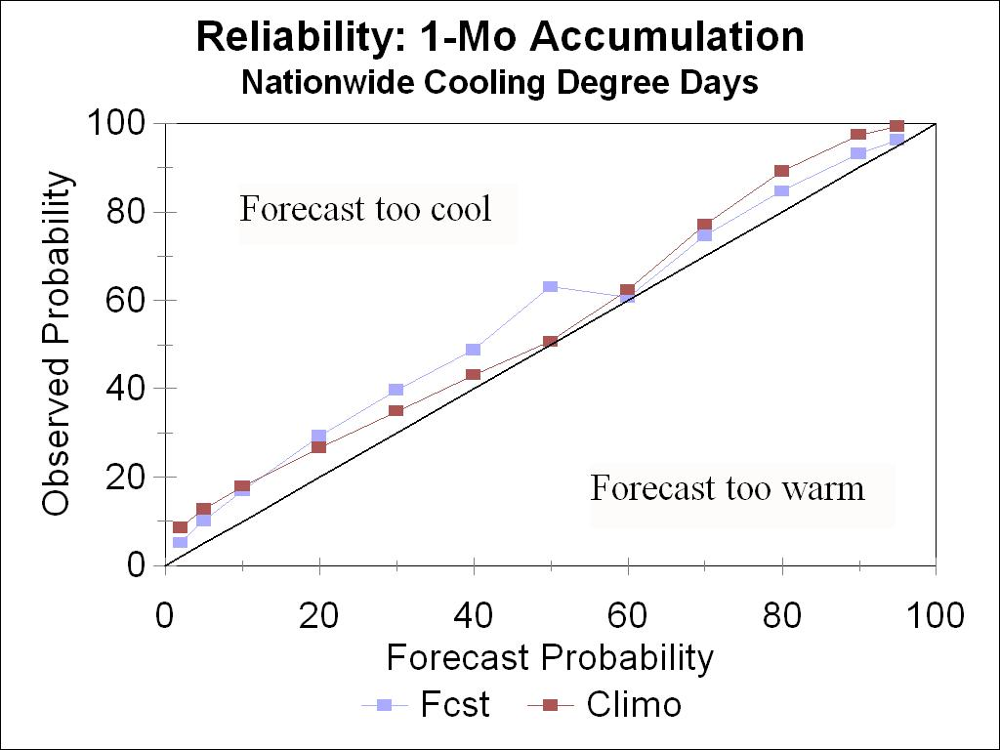 Reliability: 1-Mo Accumulation
Nationwide Cooling Degree Days
100
80
60
40
20
0
Observed Probability
Forecast too cool
Forecast too warm
0 20 40 60 80 100
Forecast Probability
Fcst Climo